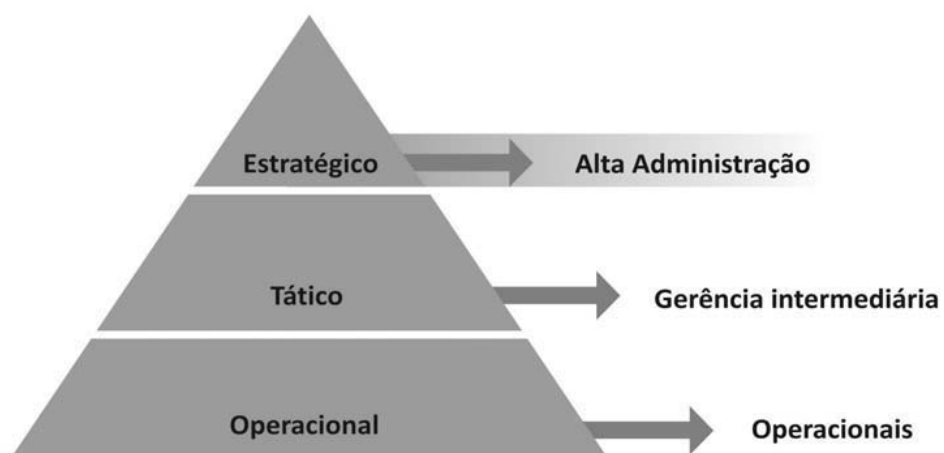 Estratégico
Alta Administração
Tático
Gerência intermediária
Operacional
Operacionais